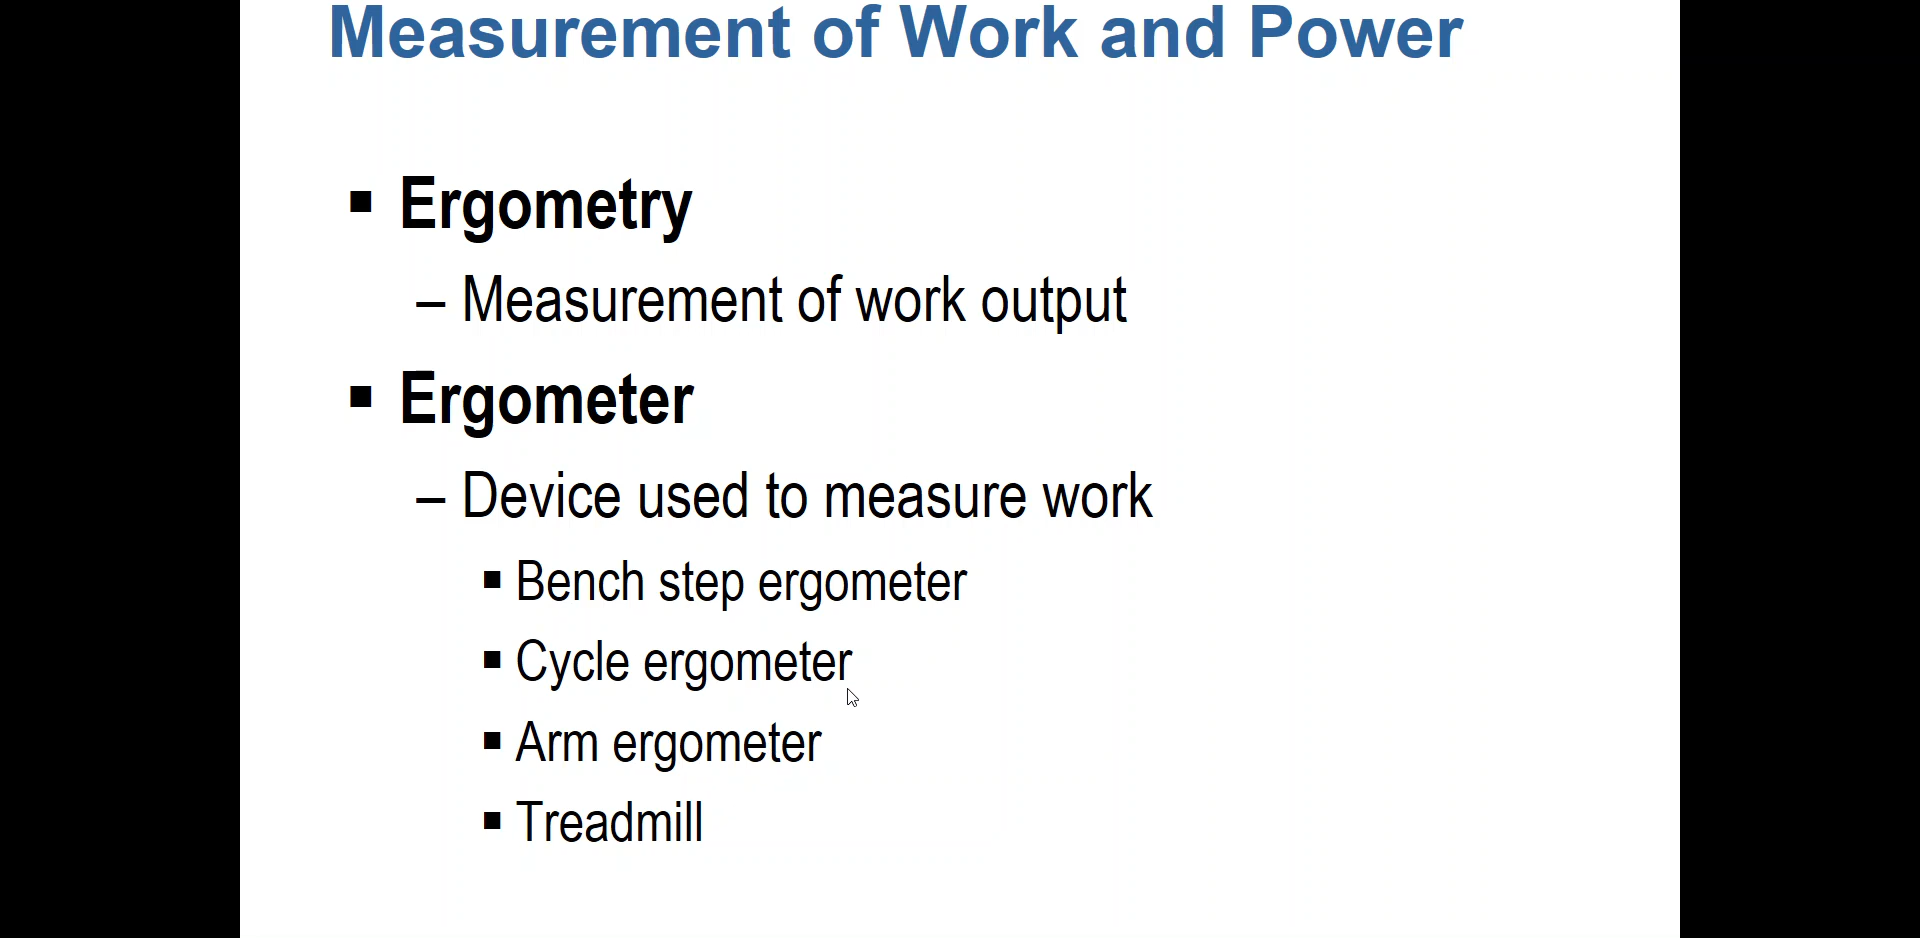 Measurement of Work and Power
▪ Ergometry
– Measurement of work output
▪ Ergometer
– Device used to measure work
▪ Bench step ergometer
▪ Cycle ergometer
▪ Arm ergometer
▪ Treadmill